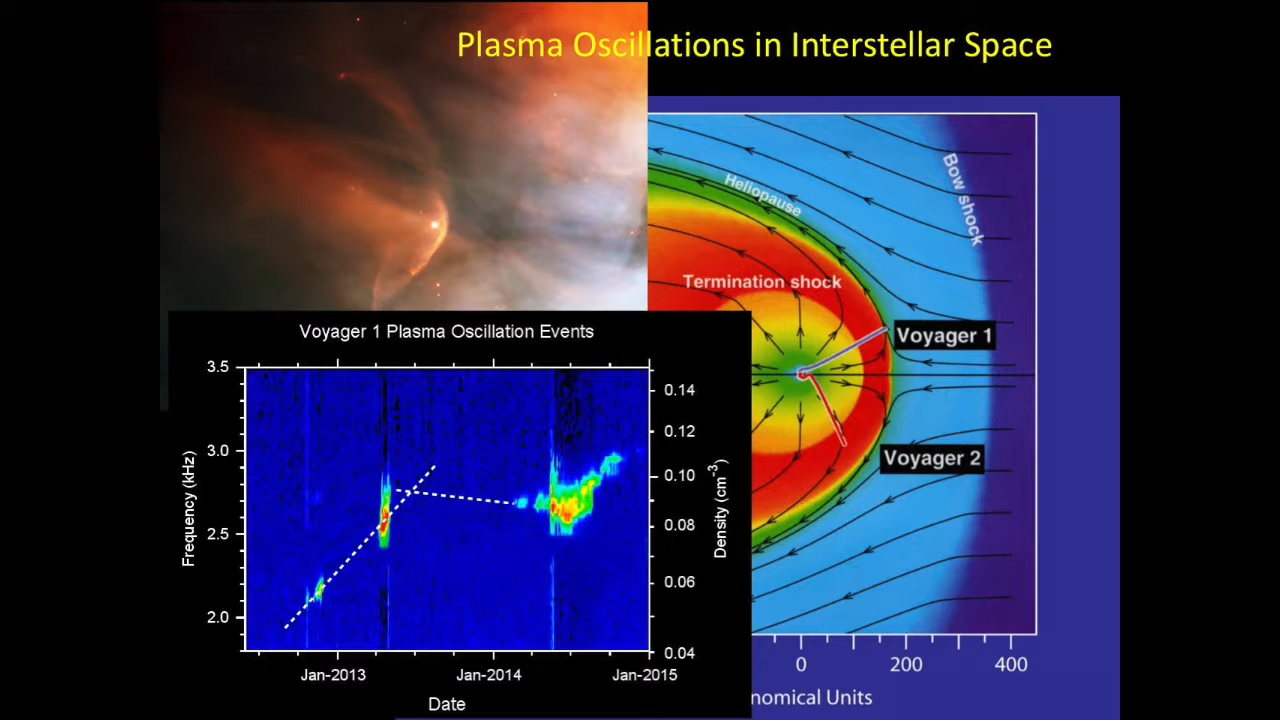 Plasma Oscillations in Interstellar Space
Heliopause
Bow shock
Termination shock
Voyager 1
Voyager 2
0 200 400
nomical Units
Voyager 1 Plasma Oscillation Events
3.5
3.0
2.5
2.0
Frequency (kHz)
0.14
0.12
0.10
0.08
0.06
0.04
Density (cm⁻³)
Jan-2013 Jan-2014 Jan-2015
Date